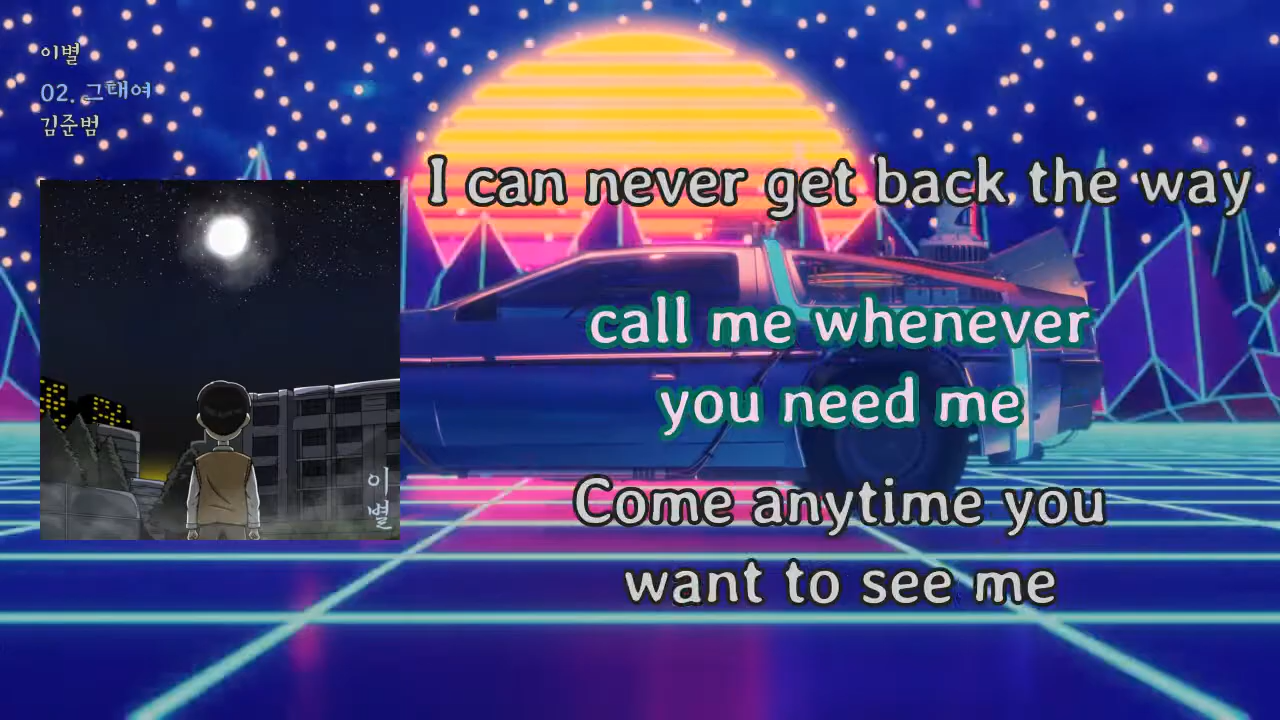 이별
02. 그대여
김준범
이
별
I can never get back the way
call me whenever
you need me
Come anytime you
want to see me